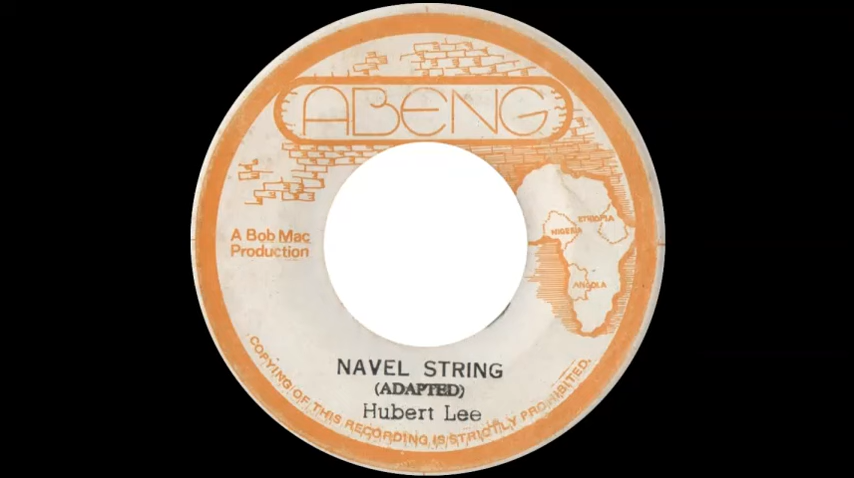 ABENG
ETHIOPIA
NIGERIA
A Bob Mac
Production
ANGOLA
NAVEL STRING
(ADAPTED)
Hubert Lee
COPYING OF THIS RECORDING IS STRICTLY PROHIBITED.